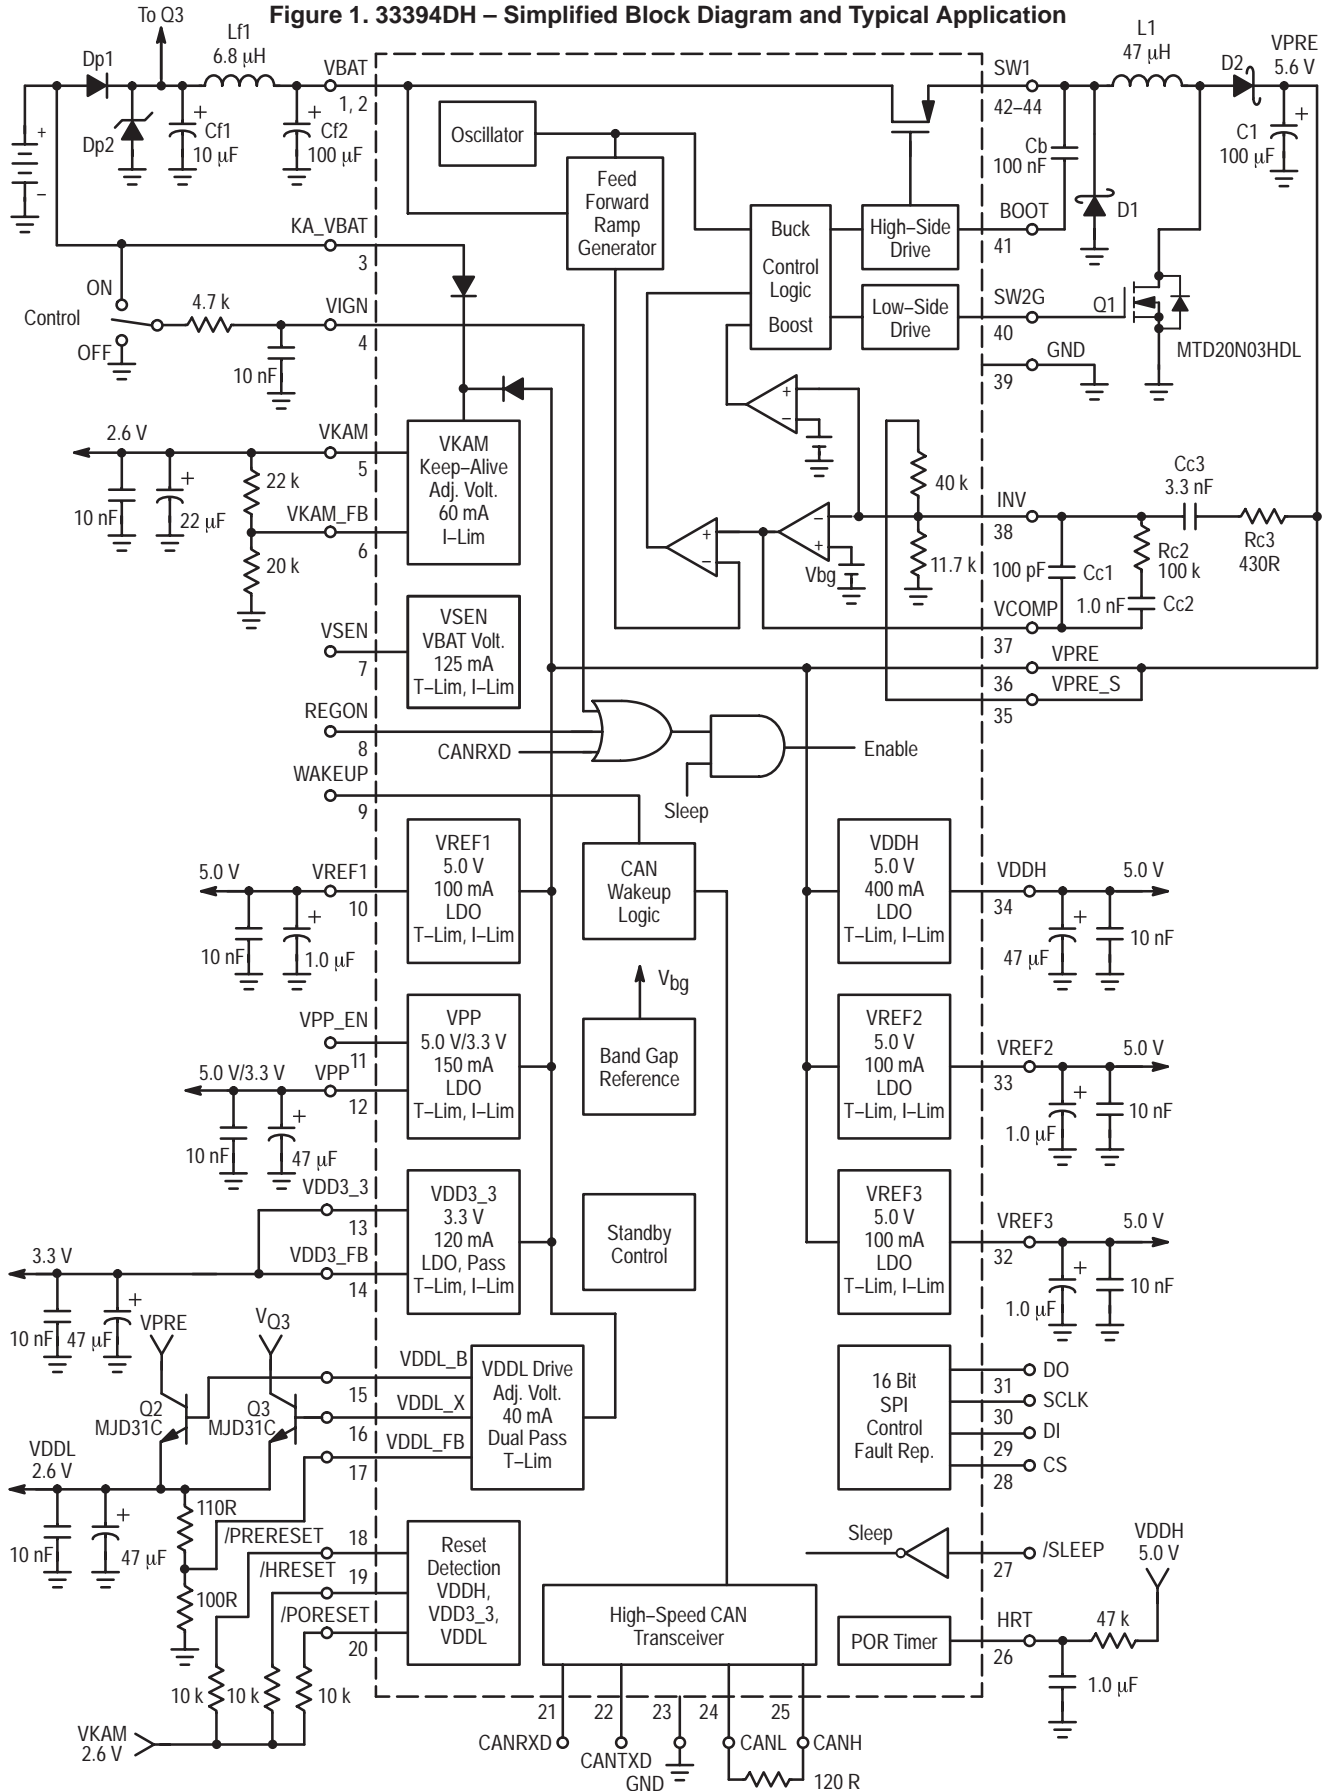 Figure 1. 33394DH – Simplified Block Diagram and Typical Application
To Q3
Dp1
Lf1
6.8 µH
VBAT
1, 2
Dp2
+
Cf1
10 µF
+
Cf2
100 µF
+
–
Oscillator
Feed
Forward
Ramp
Generator
Buck
Control
Logic
Boost
High–Side
Drive
Low–Side
Drive
SW1
42–44
L1
47 µH
D2
VPRE
5.6 V
Cb
100 nF
C1
100 µF
+
BOOT
41
D1
SW2G
40
Q1
MTD20N03HDL
GND
39
KA_VBAT
3
ON
Control
OFF
4.7 k
VIGN
4
10 nF
2.6 V
VKAM
5
10 nF
+
22 µF
22 k
VKAM_FB
6
20 k
VKAM
Keep–Alive
Adj. Volt.
60 mA
I–Lim
+
–
40 k
11.7 k
+
–
–
+
Vbg
INV
38
Cc3
3.3 nF
Rc3
430R
100 pF
Cc1
Rc2
100 k
1.0 nF
Cc2
VCOMP
37
VPRE
36
VPRE_S
35
VSEN
7
VSEN
VBAT Volt.
125 mA
T–Lim, I–Lim
REGON
8
CANRXD
Sleep
Enable
WAKEUP
9
CAN
Wakeup
Logic
5.0 V
VREF1
10
10 nF
+
1.0 µF
VREF1
5.0 V
100 mA
LDO
T–Lim, I–Lim
VDDH
5.0 V
400 mA
LDO
T–Lim, I–Lim
VDDH
34
5.0 V
+
47 µF
10 nF
Vbg
Band Gap
Reference
VPP_EN
11
5.0 V/3.3 V
VPP
12
10 nF
+
47 µF
VPP
5.0 V/3.3 V
150 mA
LDO
T–Lim, I–Lim
VREF2
5.0 V
100 mA
LDO
T–Lim, I–Lim
VREF2
33
5.0 V
+
1.0 µF
10 nF
VDD3_3
13
3.3 V
VDD3_FB
14
10 nF
+
47 µF
VDD3_3
3.3 V
120 mA
LDO, Pass
T–Lim, I–Lim
Standby
Control
VREF3
5.0 V
100 mA
LDO
T–Lim, I–Lim
VREF3
32
5.0 V
+
1.0 µF
10 nF
VPRE
VQ3
Q2
MJD31C
Q3
MJD31C
VDDL_B
15
VDDL_X
16
VDDL_FB
17
VDDL Drive
Adj. Volt.
40 mA
Dual Pass
T–Lim
VDDL
2.6 V
10 nF
+
47 µF
110R
100R
16 Bit
SPI
Control
Fault Rep.
DO
31
SCLK
30
DI
29
CS
28
/PRERESET
18
/HRESET
19
/PORESET
20
10 k
10 k
10 k
VKAM
2.6 V
Reset
Detection
VDDH,
VDD3_3,
VDDL
Sleep
/SLEEP
27
VDDH
5.0 V
High–Speed CAN
Transceiver
POR Timer
HRT
26
47 k
1.0 µF
21
22
23
24
25
CANRXD
CANTXD
GND
CANL
CANH
120 R